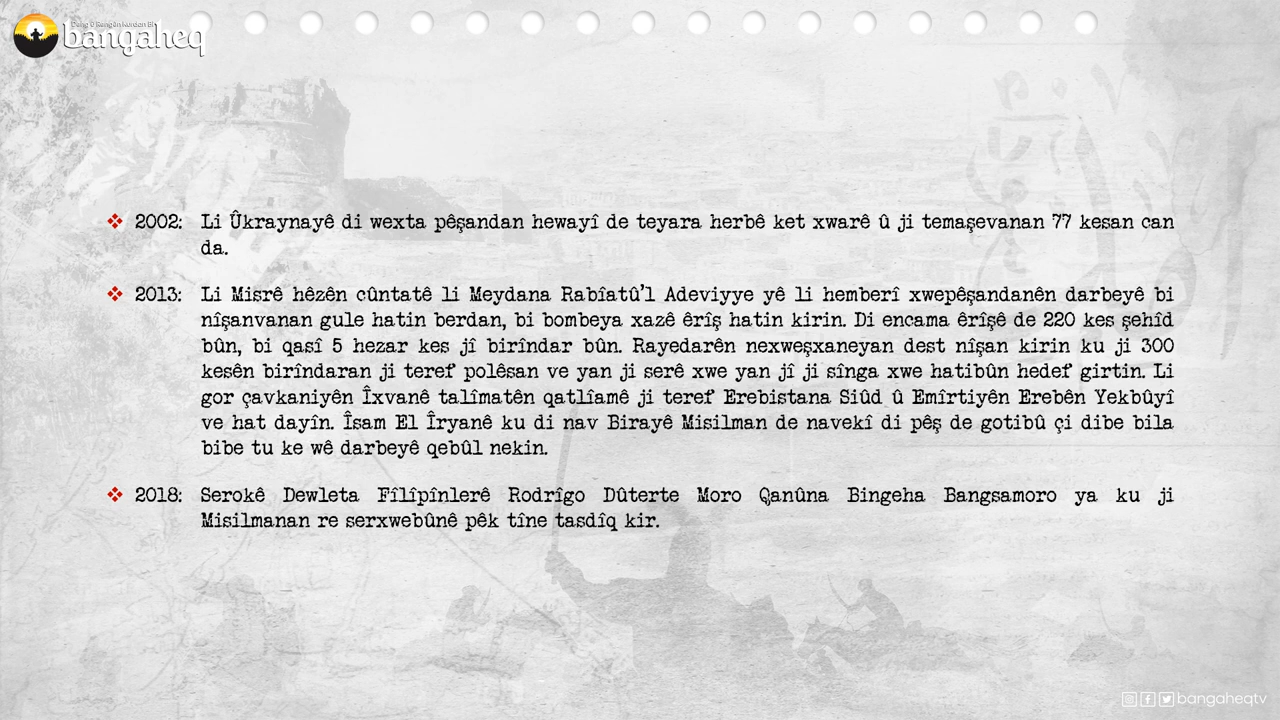 Deng û Rengên Kurdan Bi
bangaheq
❖ 2002: Li Ûkraynayê di wexta pêşandan hewayî de teyara herbê ket xwarê û ji temaşevanan 77 kesan can
da.
❖ 2013: Li Misrê hêzên cûntatê li Meydana Rabîatû'l Adeviyye yê li hemberî xwepêşandanên darbeyê bi
nîşanvanan gule hatin berdan, bi bombeya xazê êrîş hatin kirin. Di encama êrîşê de 220 kes şehîd
bûn, bi qasî 5 hezar kes jî birîndar bûn. Rayedarên nexweşxaneyan dest nîşan kirin ku ji 300
kesên birîndaran ji teref polêsan ve yan ji serê xwe yan jî ji sînga xwe hatibûn hedef girtin. Li
gor çavkaniyên Îxvanê talîmatên qatlîamê ji teref Erebistana Siûd û Emîrtiyên Erebên Yekbûyî
ve hat dayîn. Îsam El Îryanê ku di nav Birayê Misilman de navekî di pêş de gotibû çi dibe bila
bibe tu ke wê darbeyê qebûl nekin.
❖ 2018: Serokê Dewleta Fîlîpînlerê Rodrîgo Dûterte Moro Qanûna Bingeha Bangsamoro ya ku ji
Misilmanan re serxwebûnê pêk tîne tasdîq kir.
bangaheqtv